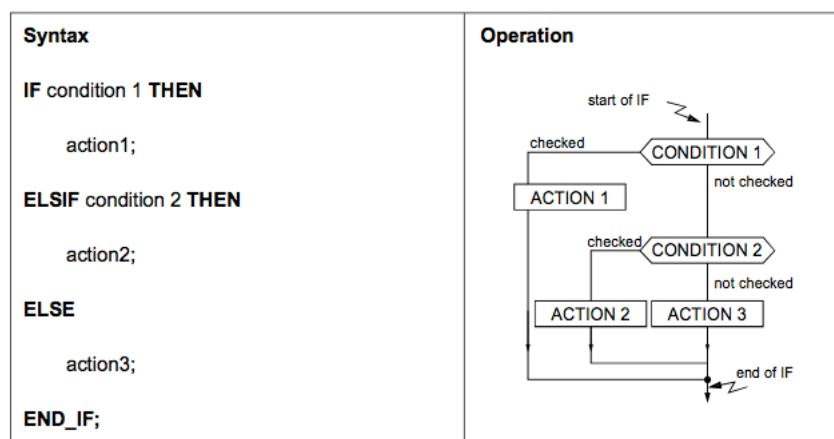 Syntax
IF condition 1 THEN
action1;
ELSIF condition 2 THEN
action2;
ELSE
action3;
END_IF;
Operation
start of IF
checked
CONDITION 1
not checked
ACTION 1
checked
CONDITION 2
not checked
ACTION 2
ACTION 3
end of IF